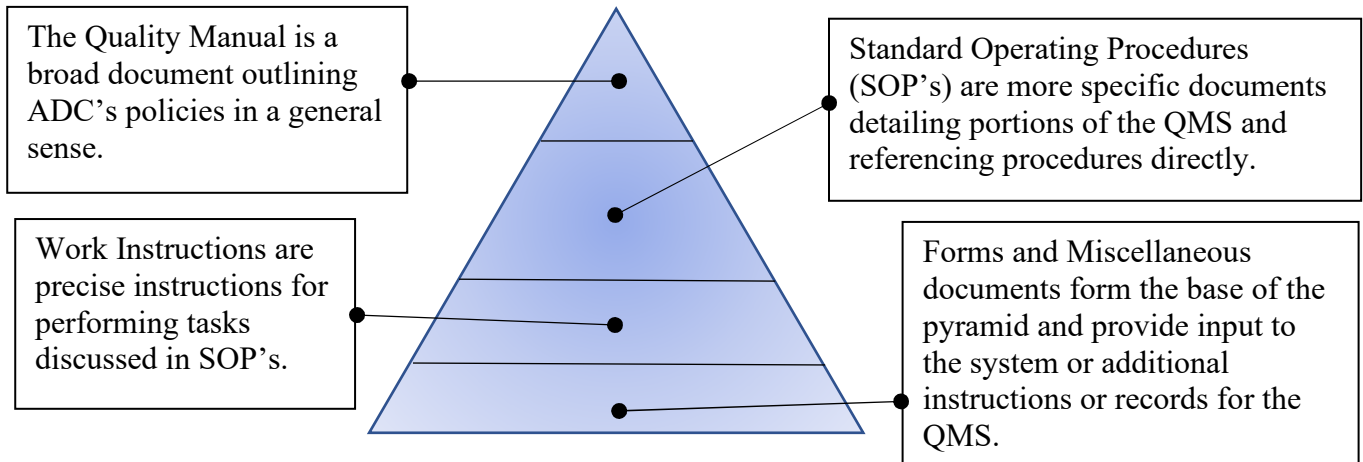 The Quality Manual is a
broad document outlining
ADC’s policies in a general
sense.
Standard Operating Procedures
(SOP’s) are more specific documents
detailing portions of the QMS and
referencing procedures directly.
Work Instructions are
precise instructions for
performing tasks
discussed in SOP’s.
Forms and Miscellaneous
documents form the base of the
pyramid and provide input to
the system or additional
instructions or records for the
QMS.